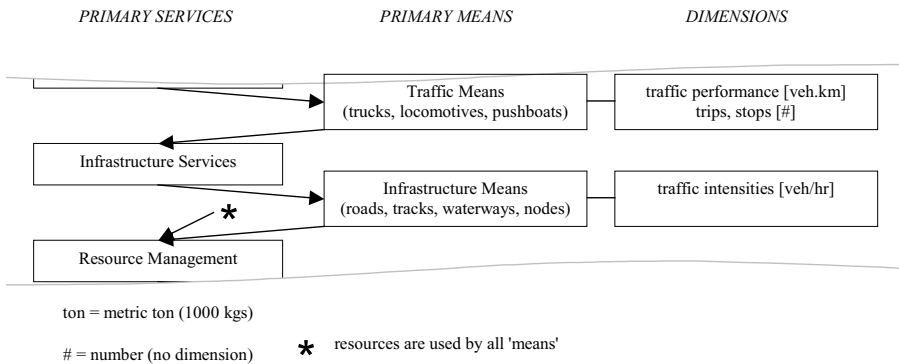 PRIMARY SERVICES PRIMARY MEANS DIMENSIONS
Traffic Means
(trucks, locomotives, pushboats)
traffic performance [veh.km]
trips, stops [#]
Infrastructure Services
Infrastructure Means
(roads, tracks, waterways, nodes)
traffic intensities [veh/hr]
*
Resource Management
ton = metric ton (1000 kgs)
# = number (no dimension)
* resources are used by all 'means'